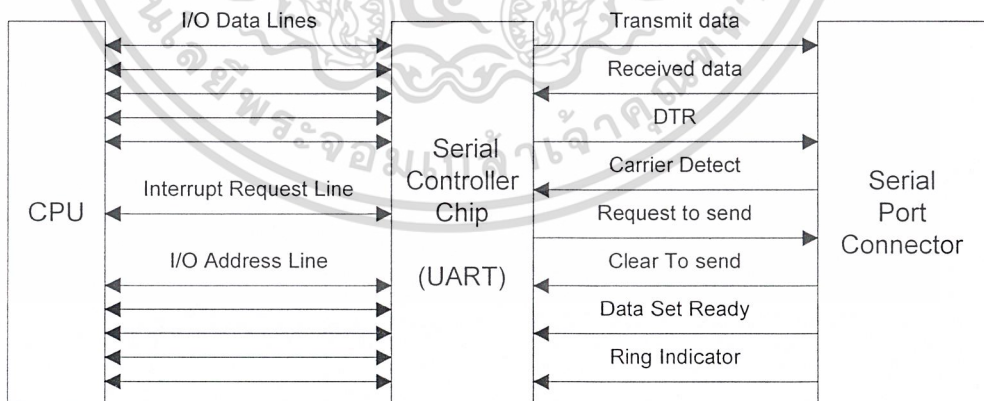 I/O Data Lines
Interrupt Request Line
I/O Address Line
CPU
Serial
Controller
Chip
(UART)
Transmit data
Received data
DTR
Carrier Detect
Request to send
Clear To send
Data Set Ready
Ring Indicator
Serial
Port
Connector